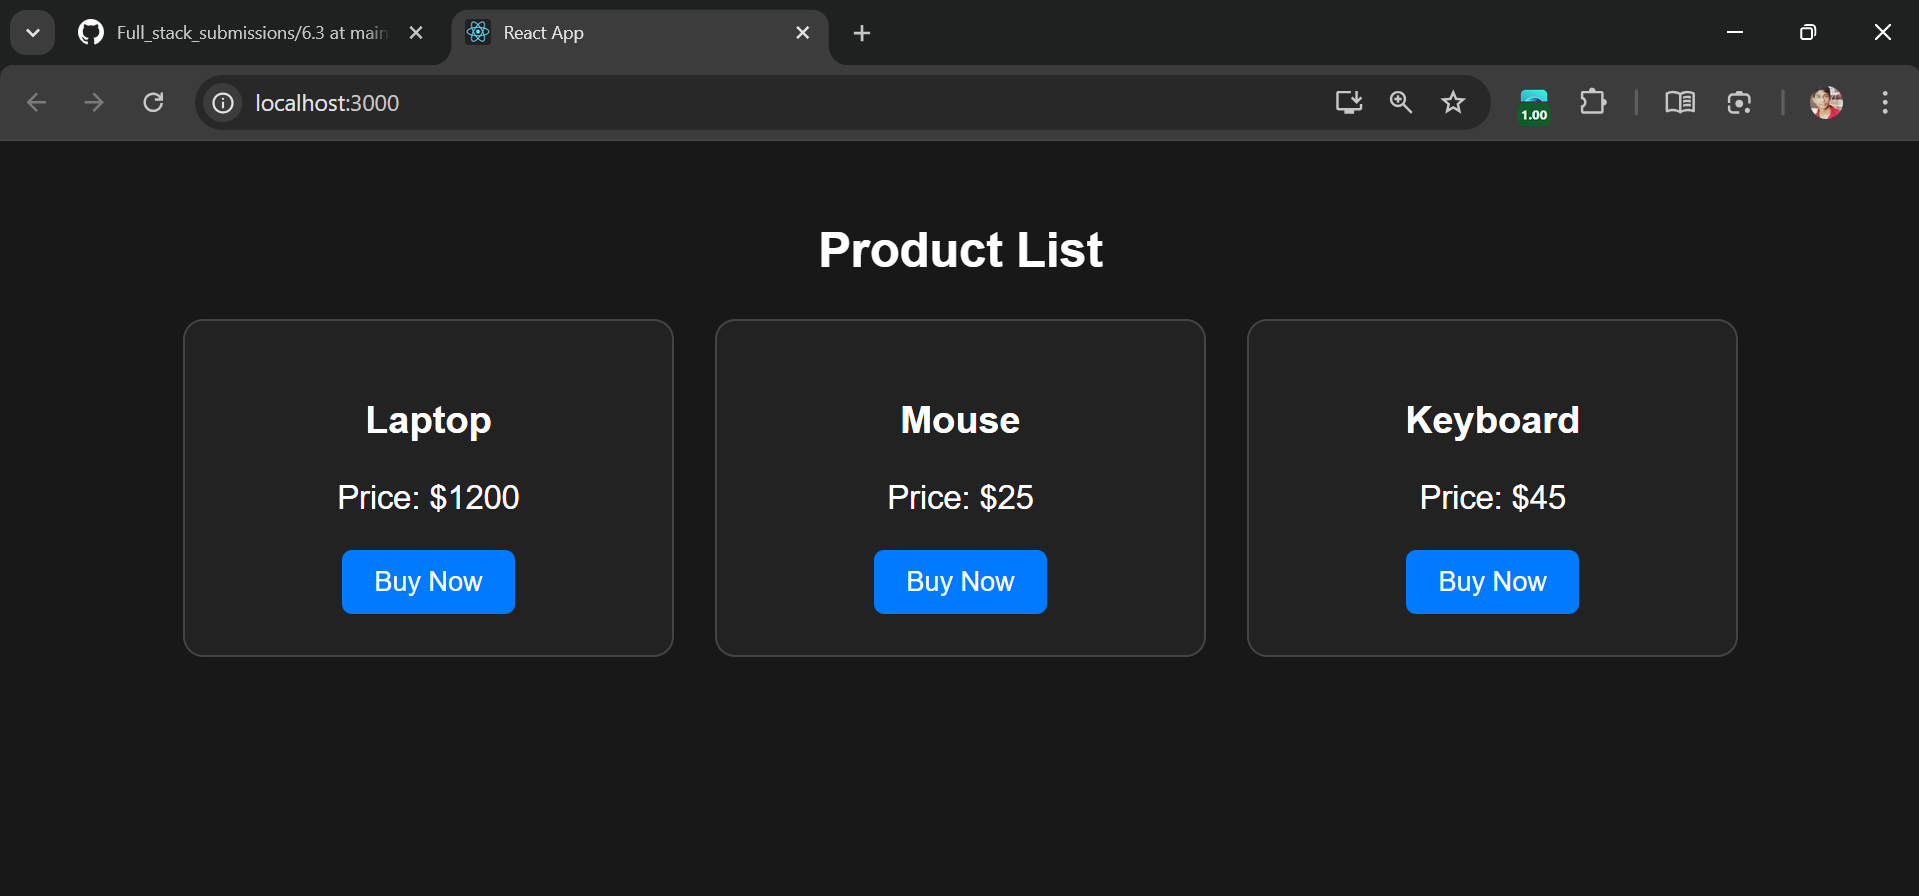 Full_stack_submissions/6.3 at main
React App
localhost:3000
1.00
Product List
Laptop
Price: $1200
Buy Now
Mouse
Price: $25
Buy Now
Keyboard
Price: $45
Buy Now